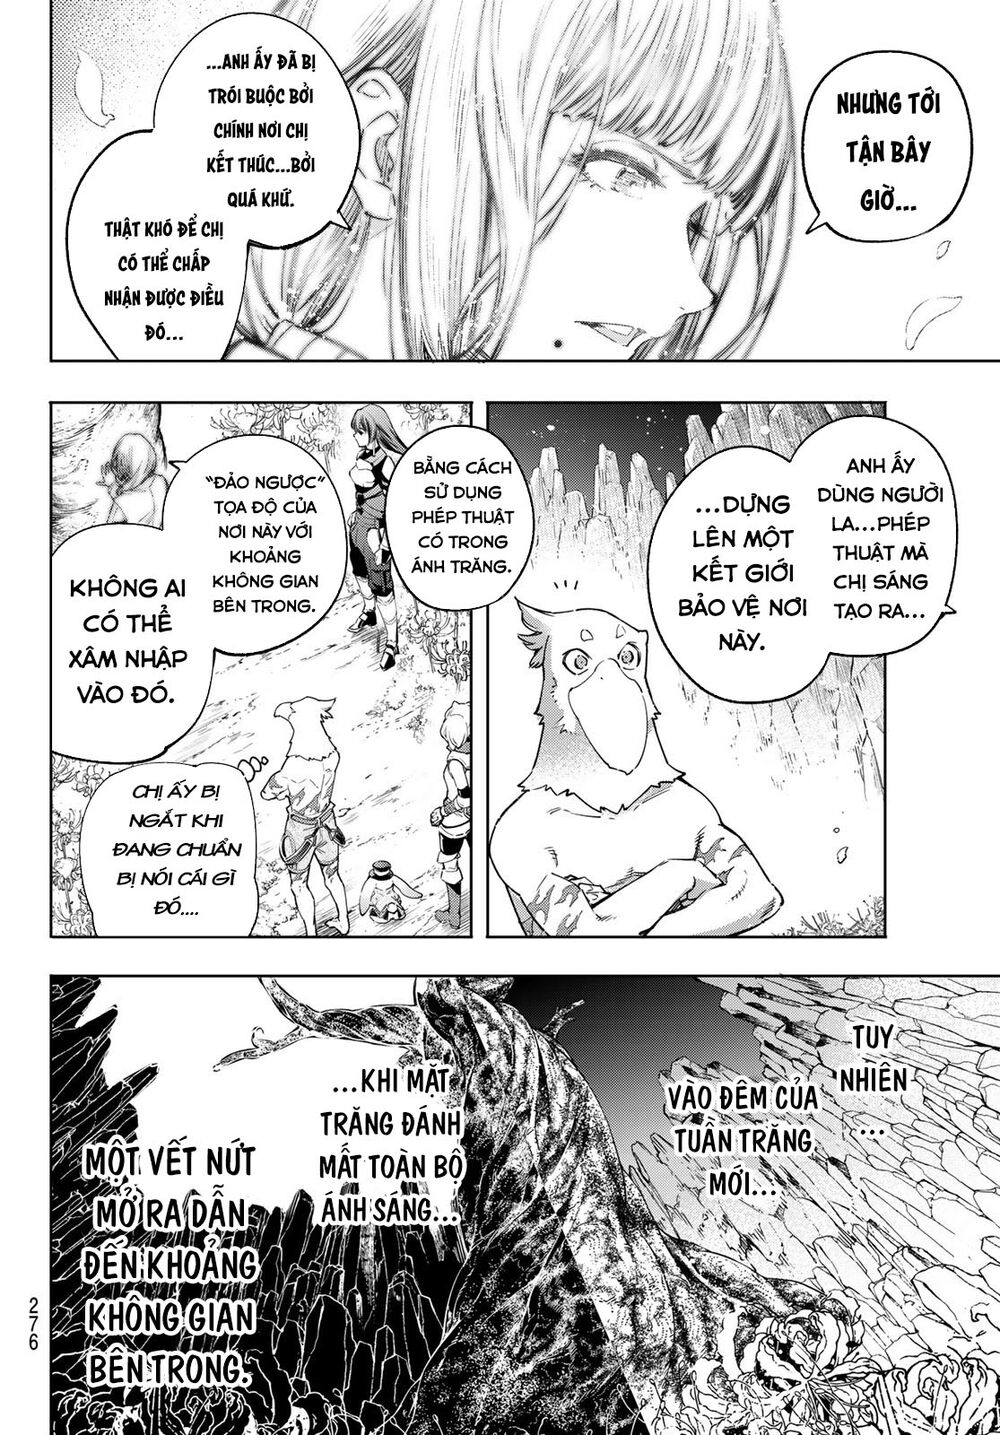 NHƯNG TỚI
TẬN BÂY
GIỜ...
...ANH ẤY ĐÃ BỊ
TRÓI BUỘC BỞI
CHÍNH NƠI CHỊ
KẾT THÚC...BỞI
QUÁ KHỨ.
THẬT KHÓ ĐỂ CHỊ
CÓ THỂ CHẤP
NHẬN ĐƯỢC ĐIỀU
ĐÓ...
ANH ẤY
DÙNG NGƯỜI
LA...PHÉP
THUẬT MÀ
CHỊ SÁNG
TẠO RA...
...DỰNG
LÊN MỘT
KẾT GIỚI
BẢO VỆ NƠI
NÀY.
BẰNG CÁCH
SỬ DỤNG
PHÉP THUẬT
CÓ TRONG
ÁNH TRĂNG.
“ĐẢO NGƯỢC”
TỌA ĐỘ CỦA
NƠI NÀY VỚI
KHOẢNG
KHÔNG GIAN
BÊN TRONG.
KHÔNG AI
CÓ THỂ
XÂM NHẬP
VÀO ĐÓ.
CHỊ ẤY BỊ
NGẮT KHI
ĐANG CHUẨN
BỊ NÓI CÁI GÌ
ĐÓ....
TUY
NHIÊN
...
VÀO ĐÊM CỦA
TUẦN TRĂNG
MỚI...
...KHI MẶT
TRĂNG ĐÁNH
MẤT TOÀN BỘ
ÁNH SÁNG...
MỘT VẾT NỨT
MỞ RA DẪN
ĐẾN KHOẢNG
KHÔNG GIAN
BÊN TRONG.
276